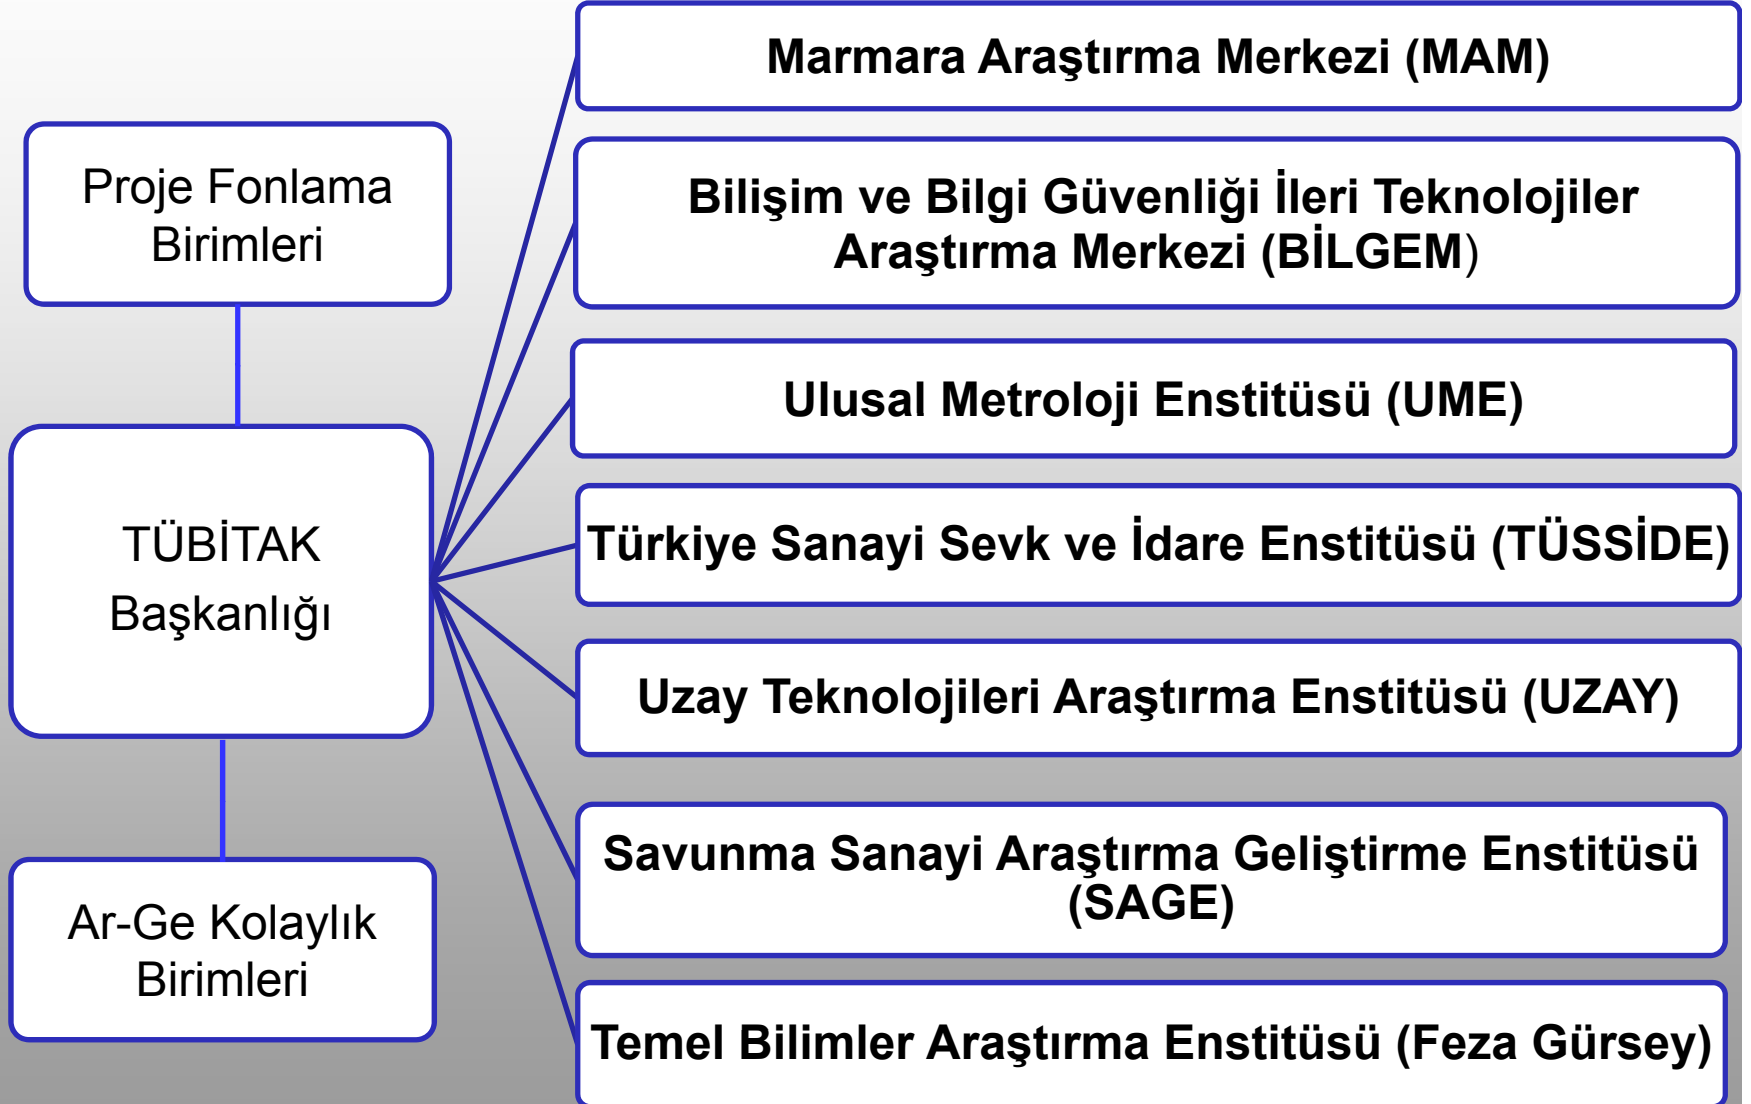 Proje Fonlama
Birimleri
TÜBİTAK
Başkanlığı
Ar-Ge Kolaylık
Birimleri
Marmara Araştırma Merkezi (MAM)
Bilişim ve Bilgi Güvenliği İleri Teknolojiler
Araştırma Merkezi (BİLGEM)
Ulusal Metroloji Enstitüsü (UME)
Türkiye Sanayi Sevk ve İdare Enstitüsü (TÜSSİDE)
Uzay Teknolojileri Araştırma Enstitüsü (UZAY)
Savunma Sanayi Araştırma Geliştirme Enstitüsü
(SAGE)
Temel Bilimler Araştırma Enstitüsü (Feza Gürsey)